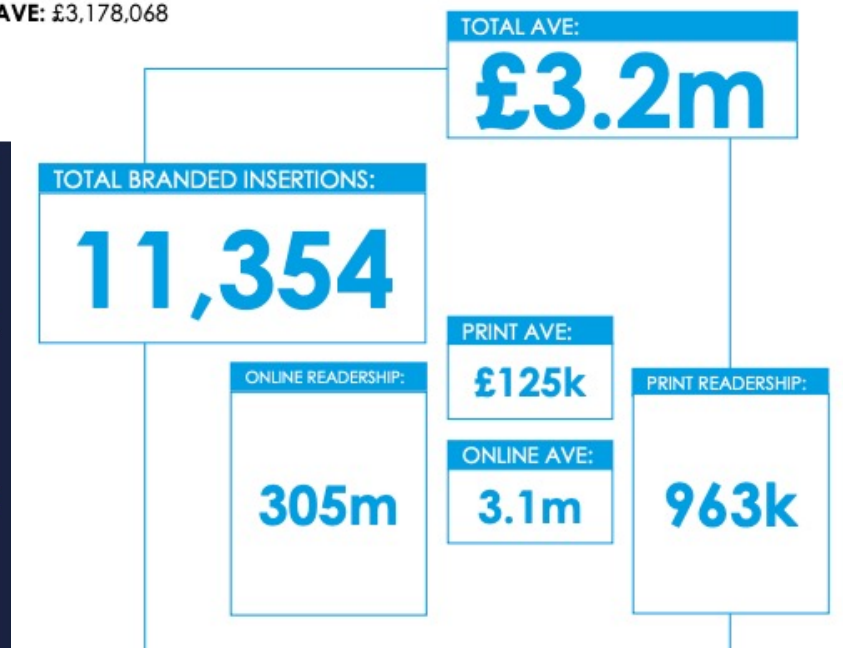 AVE: £3,178,068
TOTAL AVE:
£3.2m
TOTAL BRANDED INSERTIONS:
11,354
PRINT AVE:
£125k
ONLINE READERSHIP:
305m
PRINT READERSHIP:
963k
ONLINE AVE:
3.1m